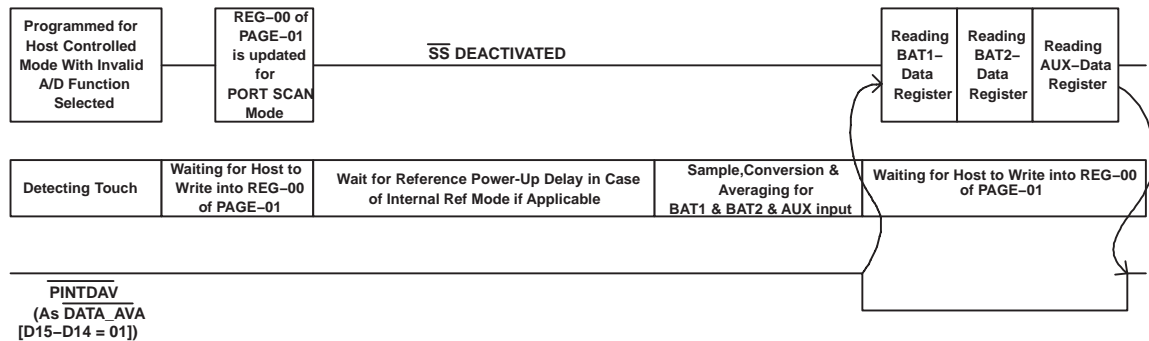 Programmed for
Host Controlled
Mode With Invalid
A/D Function
Selected
REG−00 of
PAGE−01
is updated
for
PORT SCAN
Mode
SS DEACTIVATED
Reading
BAT1−
Data
Register
Reading
BAT2−
Data
Register
Reading
AUX−Data
Register
Detecting Touch
Waiting for Host to
Write into REG−00
of PAGE−01
Wait for Reference Power-Up Delay in Case
of Internal Ref Mode if Applicable
Sample,Conversion &
Averaging for
BAT1 & BAT2 & AUX input
Waiting for Host to Write into REG−00
of PAGE−01
PINTDAV
(As DATA_AVA
[D15−D14 = 01])